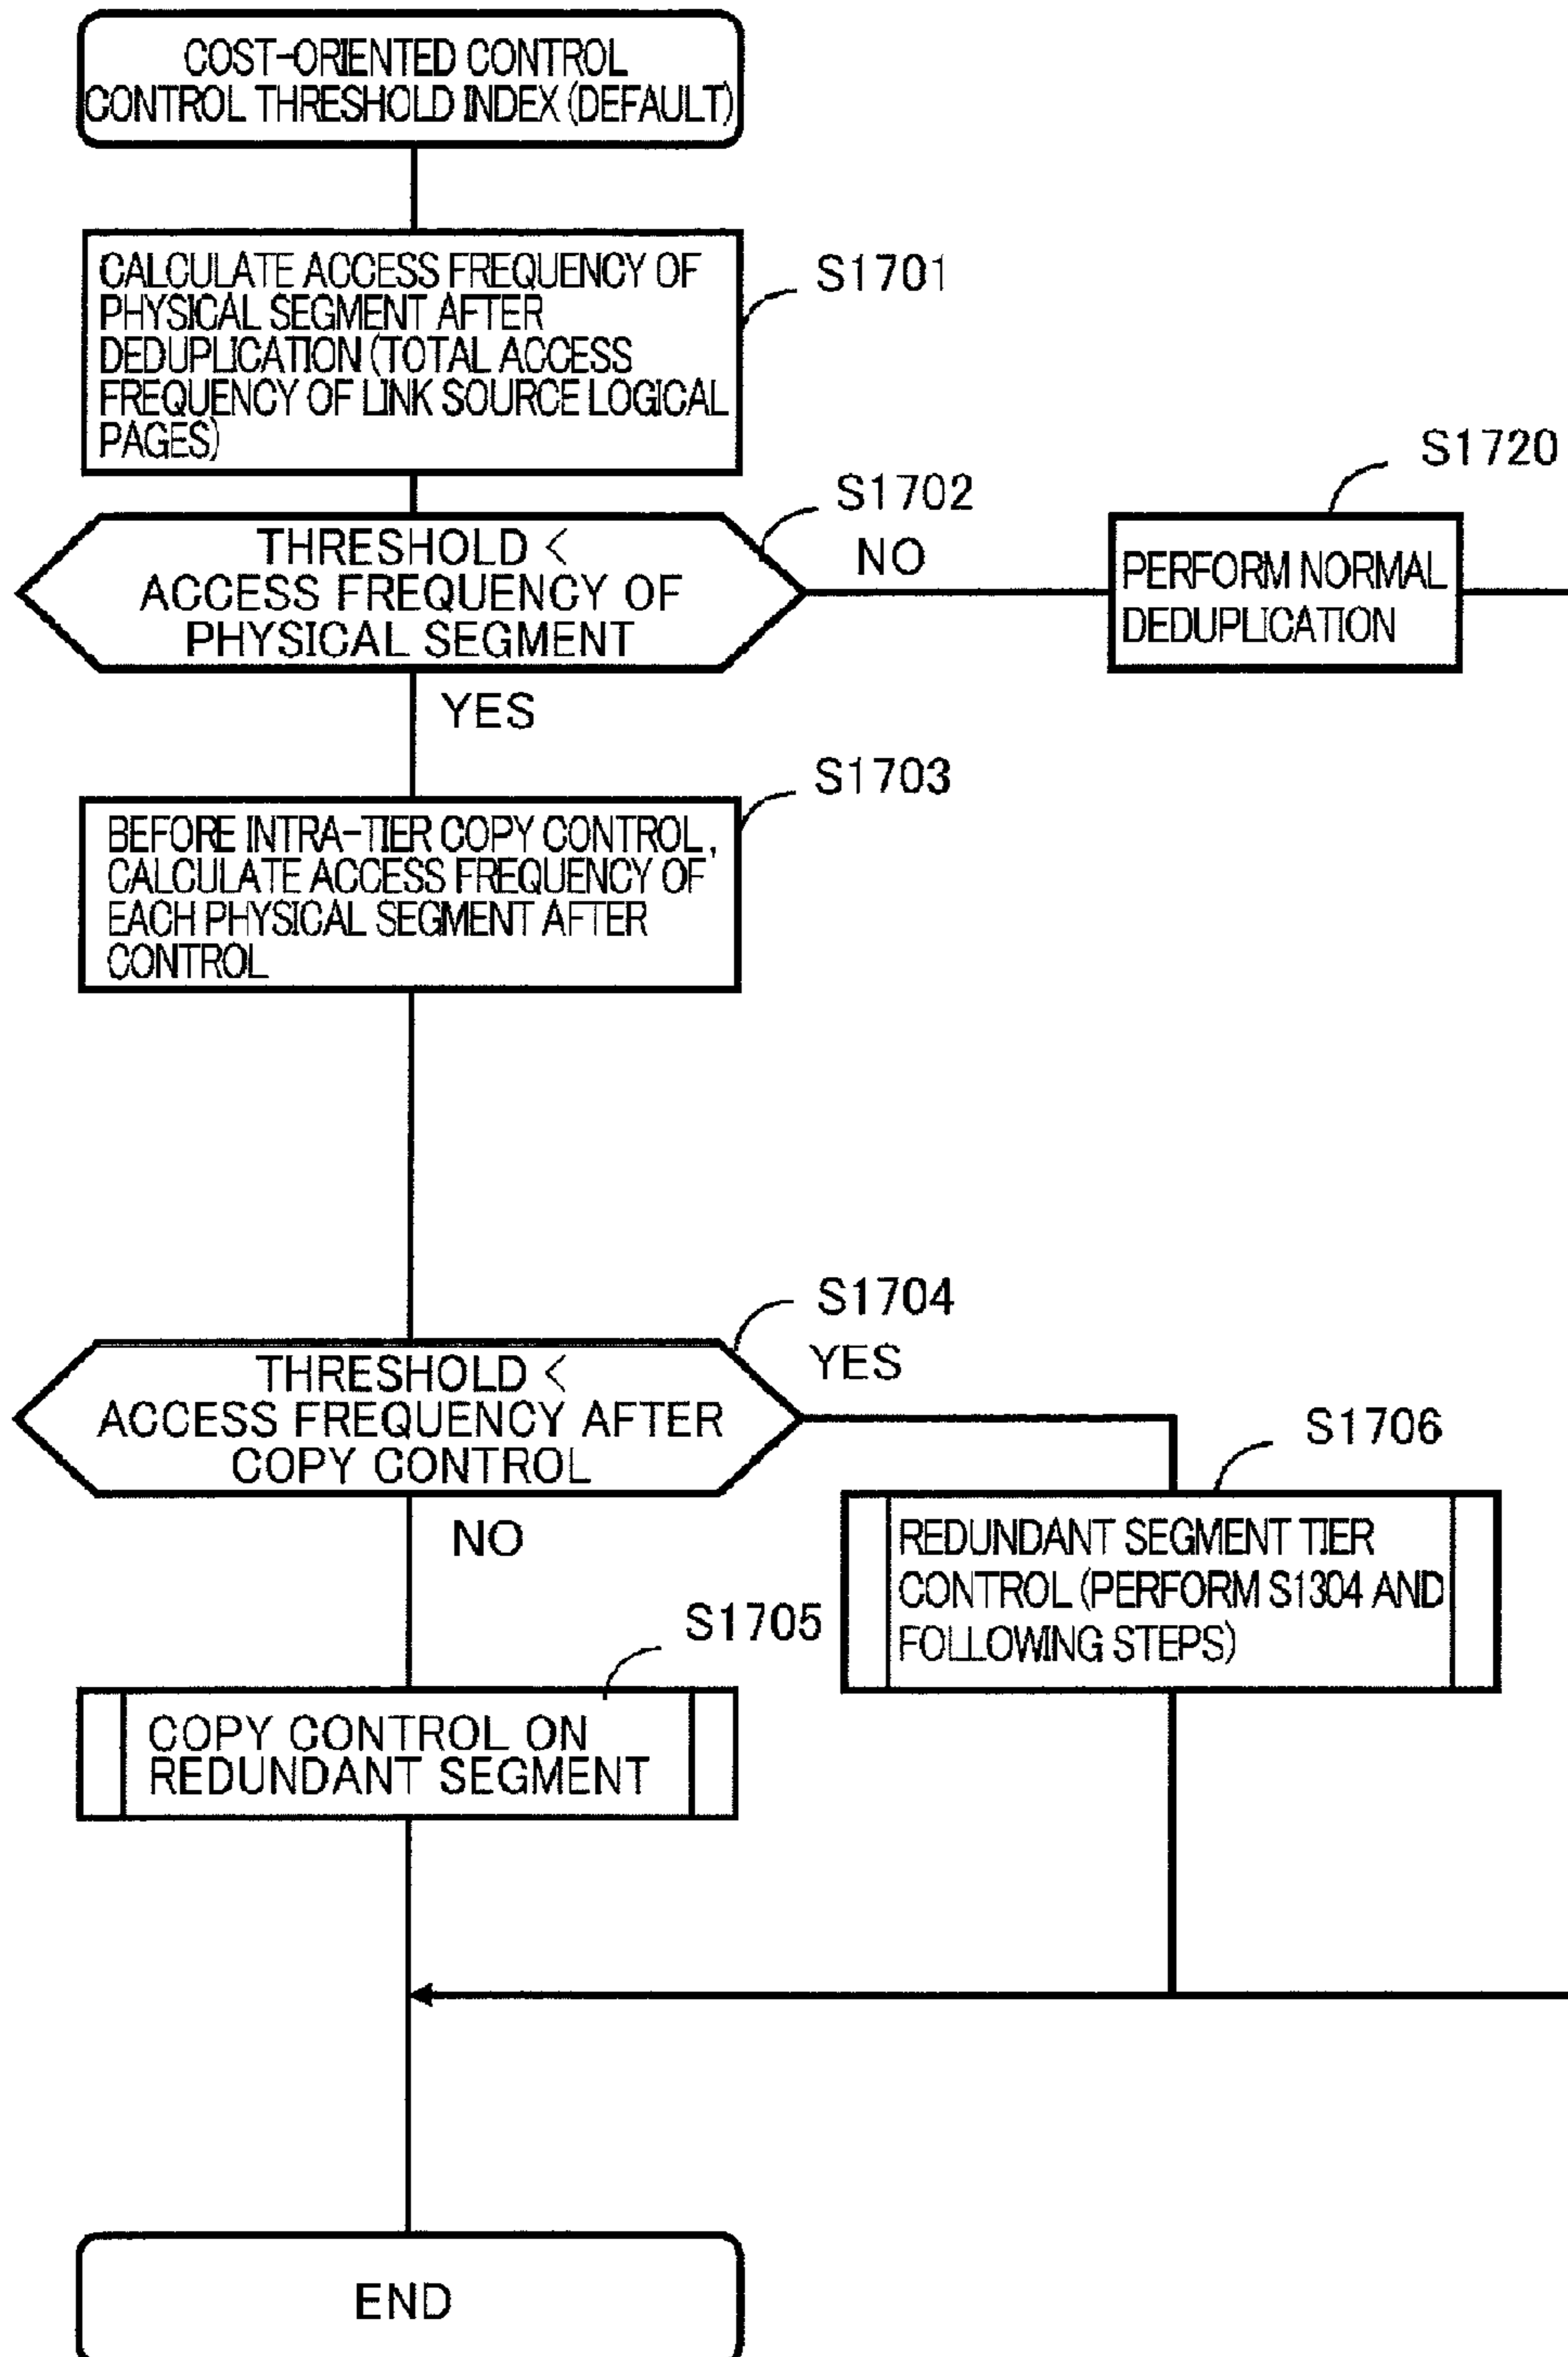 COST-ORIENTED CONTROL
CONTROL THRESHOLD INDEX (DEFAULT)
CALCULATE ACCESS FREQUENCY OF
PHYSICAL SEGMENT AFTER
DEDUPLICATION (TOTAL ACCESS
FREQUENCY OF LINK SOURCE LOGICAL
PAGES)
S1701
S1702
THRESHOLD <
ACCESS FREQUENCY OF
PHYSICAL SEGMENT
NO
S1720
PERFORM NORMAL
DEDUPLICATION
YES
S1703
BEFORE INTRA-TIER COPY CONTROL,
CALCULATE ACCESS FREQUENCY OF
EACH PHYSICAL SEGMENT AFTER
CONTROL
S1704
THRESHOLD <
ACCESS FREQUENCY AFTER
COPY CONTROL
YES
S1706
REDUNDANT SEGMENT TIER
CONTROL (PERFORM S1304 AND
FOLLOWING STEPS)
NO
S1705
COPY CONTROL ON
REDUNDANT SEGMENT
END